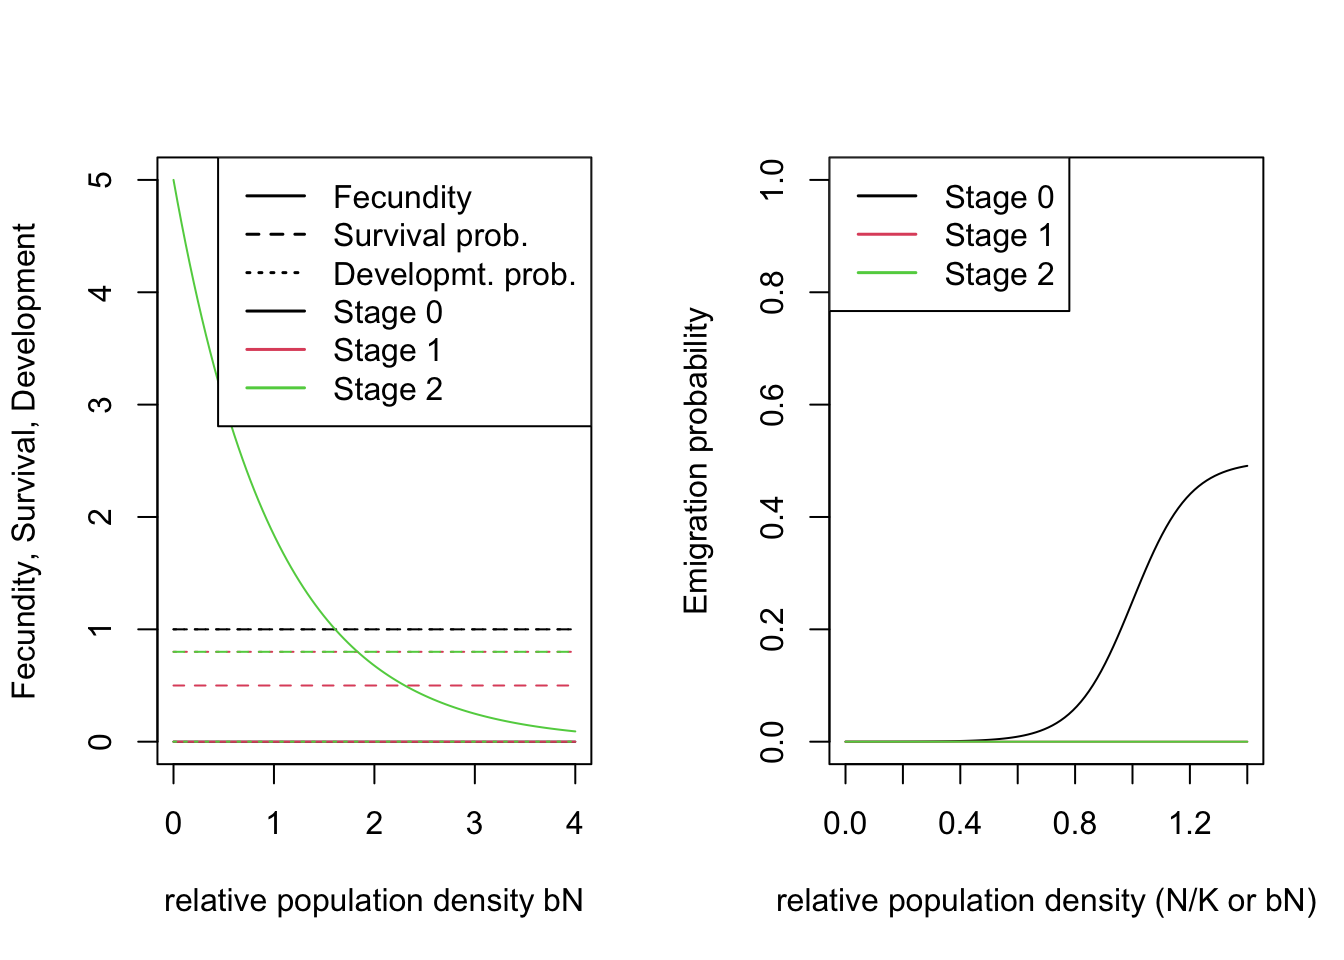 Fecundity, Survival, Development
5
4
3
2
1
0
Fecundity
Survival prob.
Developmt. prob.
Stage 0
Stage 1
Stage 2
0 1 2 3 4
relative population density bN
Emigration probability
1.0
0.8
0.6
0.4
0.2
0.0
Stage 0
Stage 1
Stage 2
0.0 0.4 0.8 1.2
relative population density (N/K or bN)